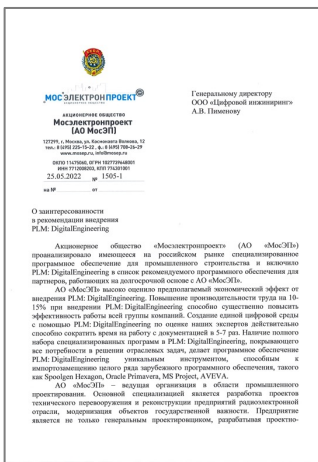 МОСЭЛЕКТРОНПРОЕКТ
АКЦИОНЕРНОЕ ОБЩЕСТВО
Мосэлектронпроект
(АО МосЭП)
127299, г. Москва, ул. Космонавта Волкова, 12
www.mosep.ru, info@mosep.ru
25.05.2022 № 1505-1
на № от
Генеральному директору
ООО «Цифровой инжиниринг»
А.В. Пименову
О заинтересованности
в рекомендации внедрения
PLM: DigitalEngineering
Акционерное общество «Мосэлектронпроект» (АО «МосЭП»)
проанализировало имеющееся на российском рынке специализированное
программное обеспечение для промышленного строительства и включило
PLM: DigitalEngineering в список рекомендуемого программного обеспечения для
партнеров, работающих на долгосрочной основе с АО «МосЭП».
АО «МосЭП» высоко оценило предполагаемый экономический эффект от
внедрения PLM: DigitalEngineering. Повышение производительности труда на 10-
15% при внедрении PLM: DigitalEngineering способно существенно повысить
эффективность работы всей группы компаний. Создание единой цифровой среды
с помощью PLM: DigitalEngineering по оценке наших экспертов действительно
способно сократить время на работу с документацией в 5-7 раз. Наличие полного
набора специализированных программ в PLM: DigitalEngineering, покрывающего
все потребности в решении отраслевых задач, делает программное обеспечение
PLM: DigitalEngineering уникальным инструментом, способным к
импортозамещению целого ряда зарубежного программного обеспечения, такого
как Spoolgen Hexagon, Oracle Primavera, MS Project, AVEVA.
АО «МосЭП» – ведущая организация в области промышленного
проектирования. Основной специализацией является разработка проектов
технического перевооружения и реконструкции предприятий радиоэлектронной
отрасли, модернизация объектов государственной важности. Предприятие
является не только генеральным проектировщиком, разрабатывая проектно-